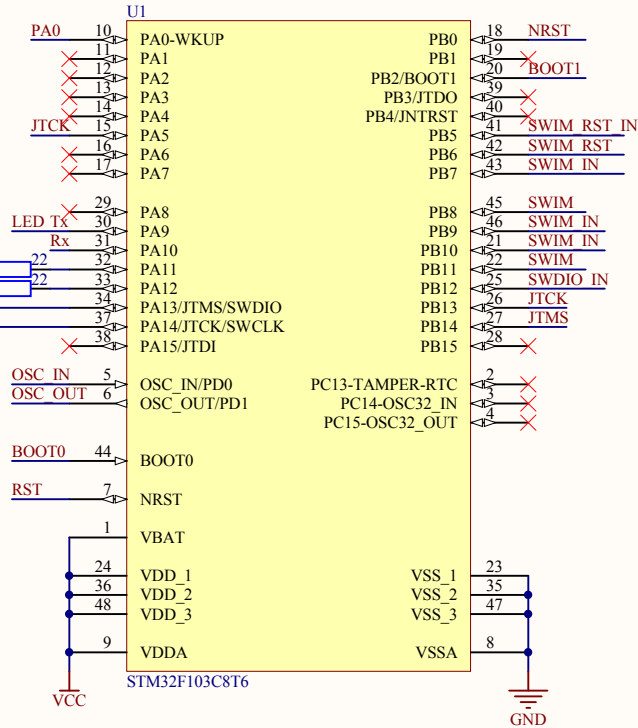 U1
PA0 10 PA0-WKUP PB0 18 NRST
11 PA1 PB1 19
12 PA2 PB2/BOOT1 20 BOOT1
13 PA3 PB3/JTDO 39
14 PA4 PB4/JNTRST 40
JTCK 15 PA5 PB5 41 SWIM_RST_IN
16 PA6 PB6 42 SWIM_RST
17 PA7 PB7 43 SWIM_IN
29 PA8 PB8 45 SWIM
LED_Tx 30 PA9 PB9 46 SWIM_IN
Rx 31 PA10 PB10 21 SWIM_IN
22 32 PA11 PB11 22 SWIM
22 33 PA12 PB12 25 SWDIO_IN
34 PA13/JTMS/SWDIO PB13 26 JTCK
37 PA14/JTCK/SWCLK PB14 27 JTMS
38 PA15/JTDI PB15 28
OSC_IN 5 OSC_IN/PD0 PC13-TAMPER-RTC 2
OSC_OUT 6 OSC_OUT/PD1 PC14-OSC32_IN 3
PC15-OSC32_OUT 4
BOOT0 44 BOOT0
RST 7 NRST
1 VBAT
24 VDD_1 VSS_1 23
36 VDD_2 VSS_2 35
48 VDD_3 VSS_3 47
9 VDDA VSSA 8
STM32F103C8T6
VCC
GND